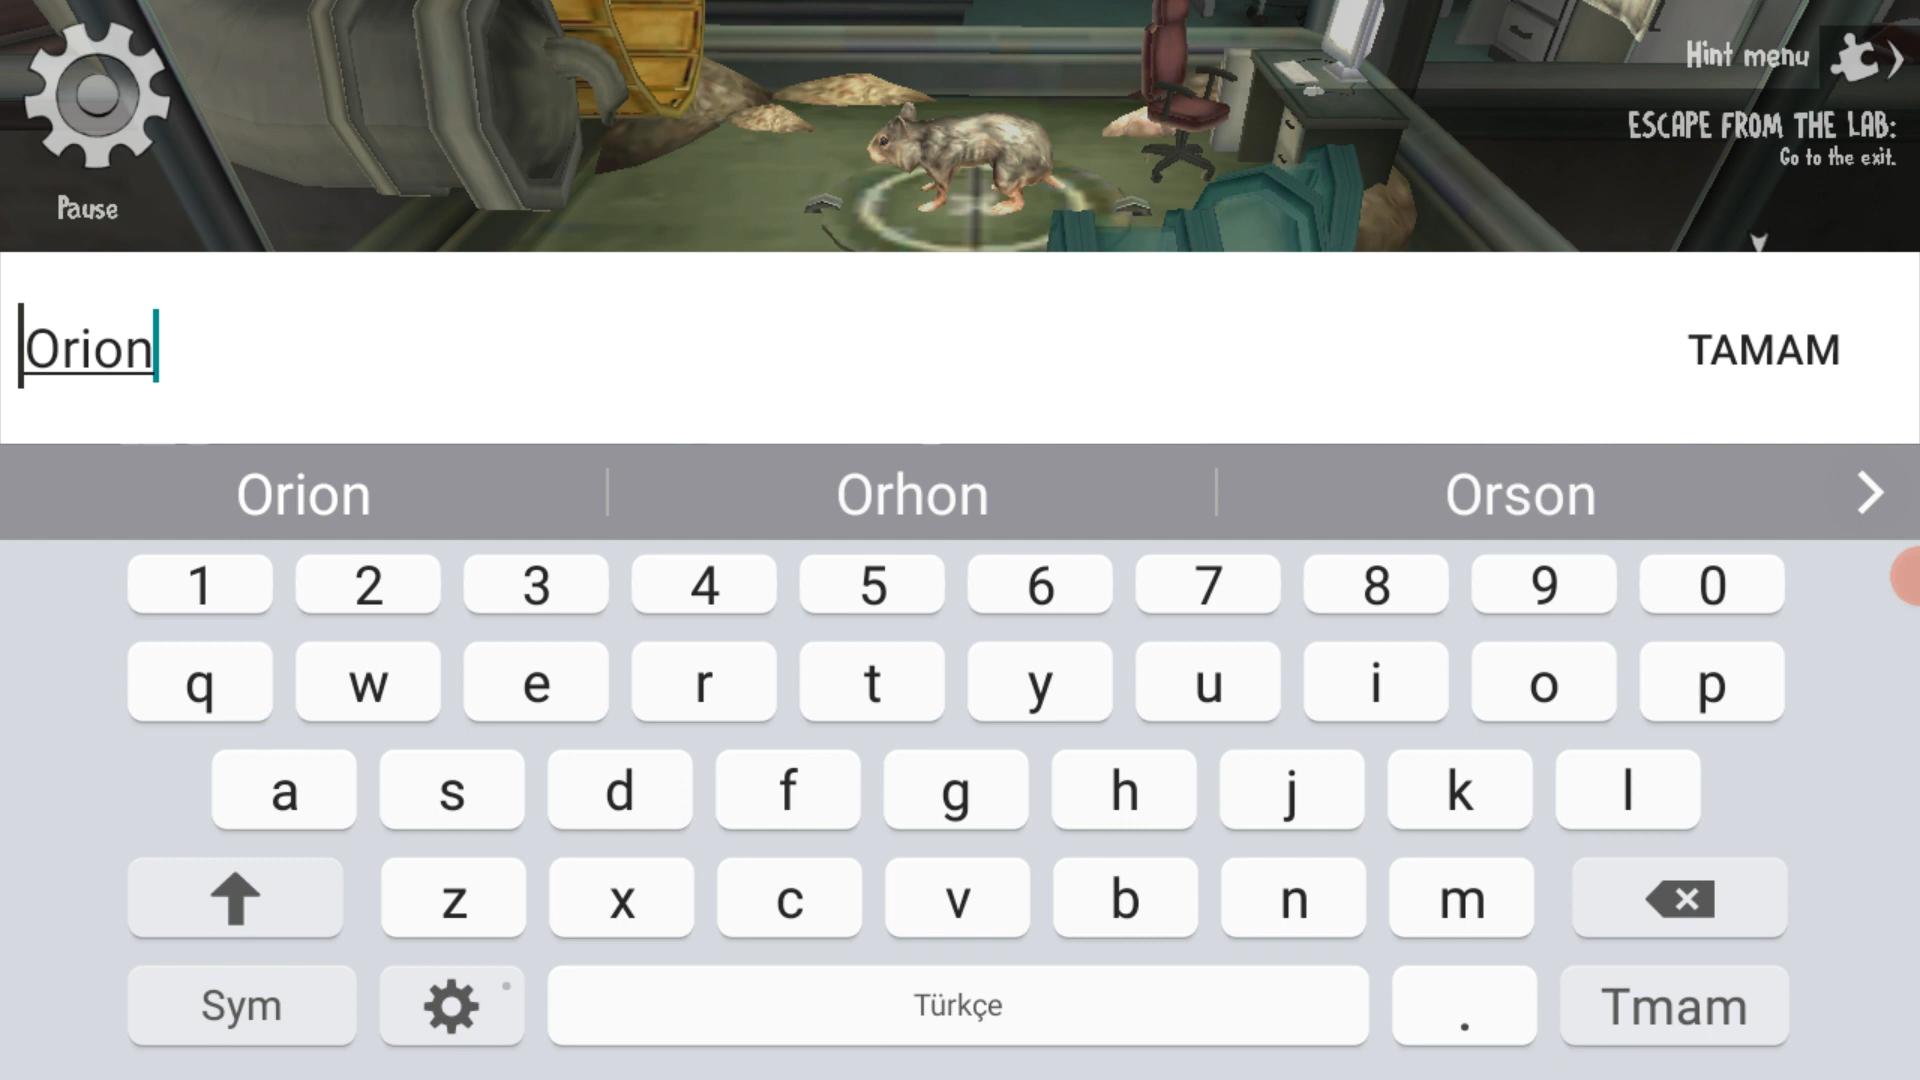 Hint menu
ESCAPE FROM THE LAB:
Go to the exit.
Pause
Orion
TAMAM
Orion Orhon Orson
1 2 3 4 5 6 7 8 9 0
q w e r t y u i o p
a s d f g h j k l
z x c v b n m
Sym Türkçe . Tmam